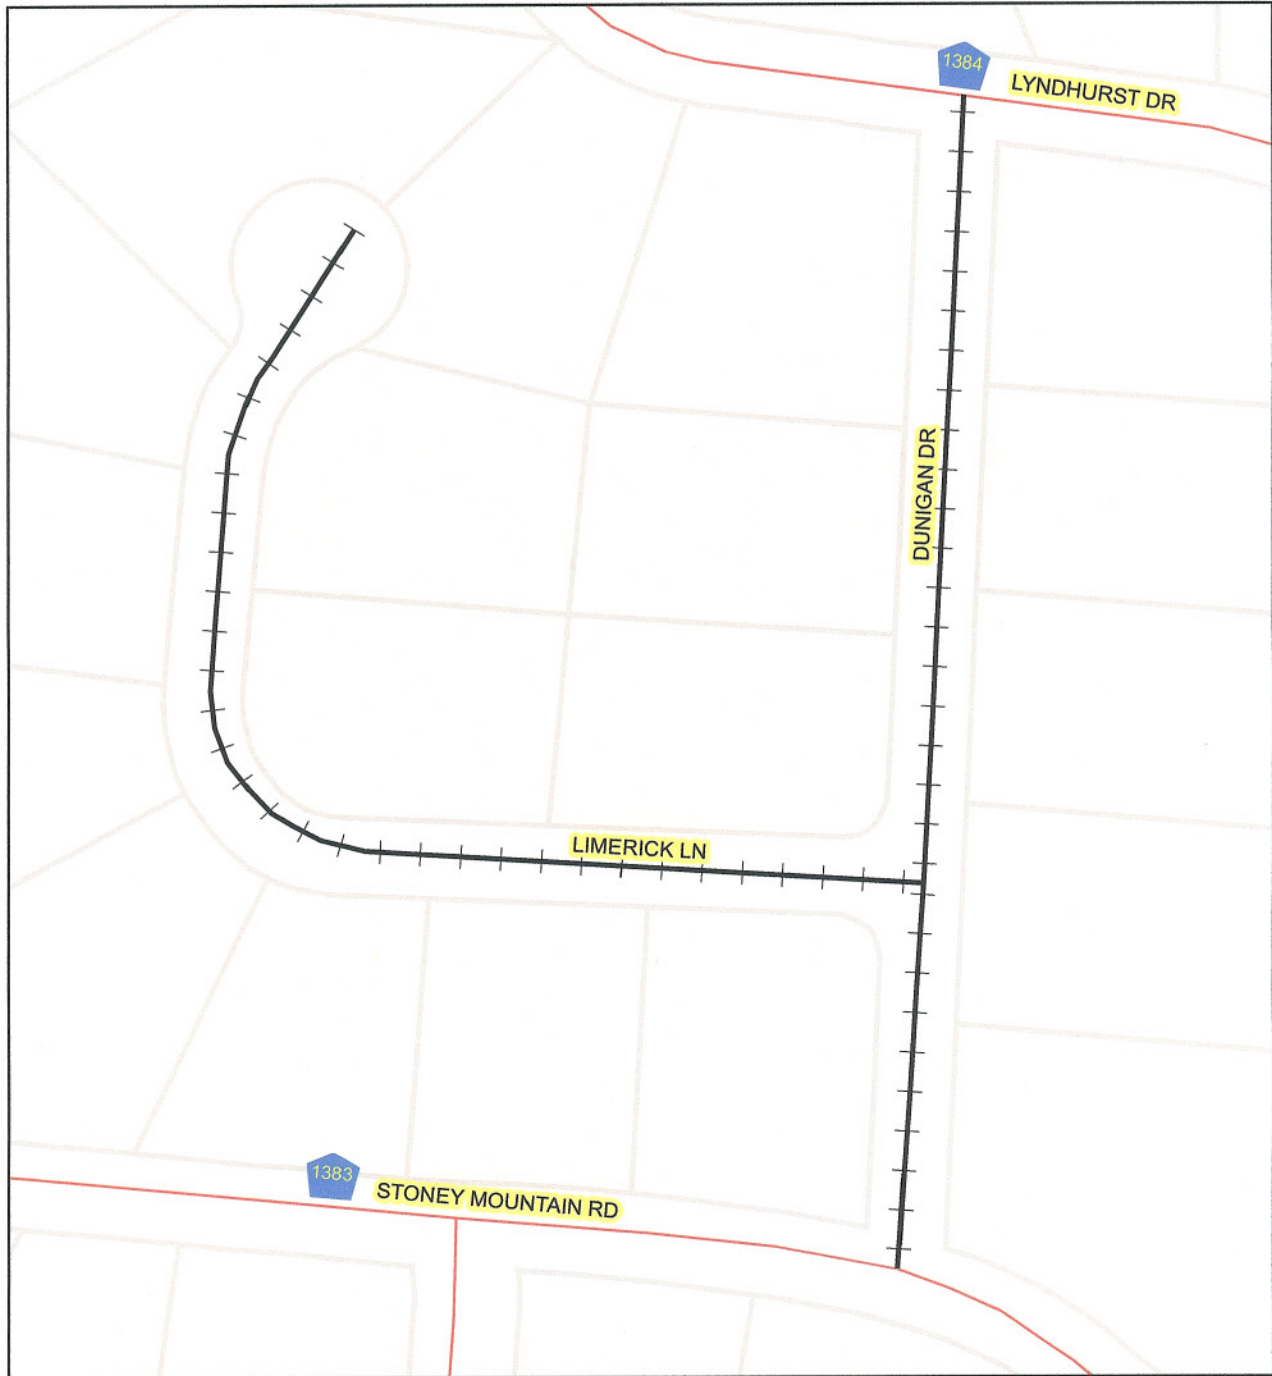 1384
LYNDHURST DR
DUNIGAN DR
LIMERICK LN
1383
STONEY MOUNTAIN RD